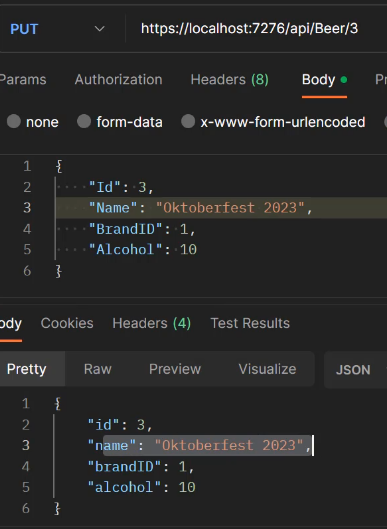 PUT https://localhost:7276/api/Beer/3
Params Authorization Headers (8) Body
none form-data x-www-form-urlencoded
1 {
2 "Id": 3,
3 "Name": "Oktoberfest 2023",
4 "BrandID": 1,
5 "Alcohol": 10
6 }
ody Cookies Headers (4) Test Results
Pretty Raw Preview Visualize JSON
1 {
2 "id": 3,
3 "name": "Oktoberfest 2023",
4 "brandID": 1,
5 "alcohol": 10
6 }